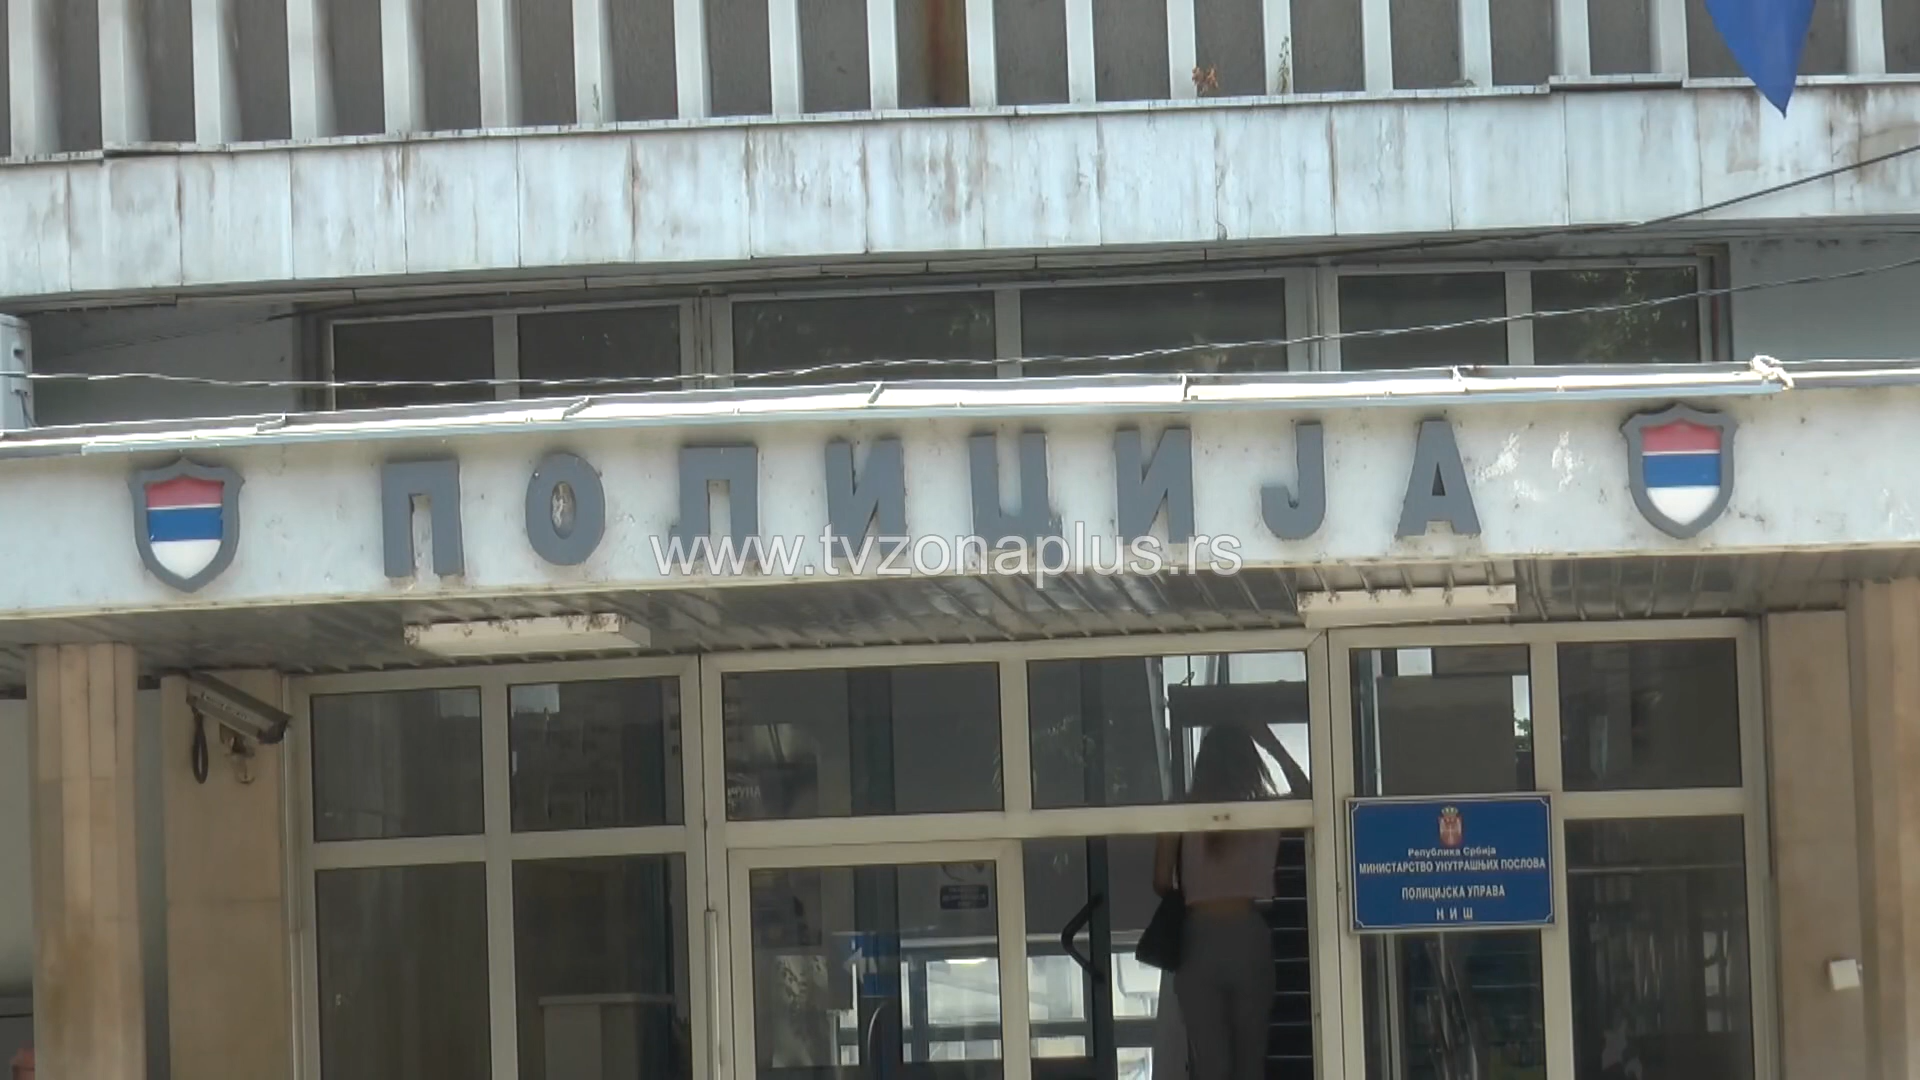 ПОЛИЦИЈА
www.tvzonaplus.rs
Република Србија
МИНИСТАРСТВО УНУТРАШЊИХ ПОСЛОВА
ПОЛИЦИЈСКА УПРАВА
НИШ